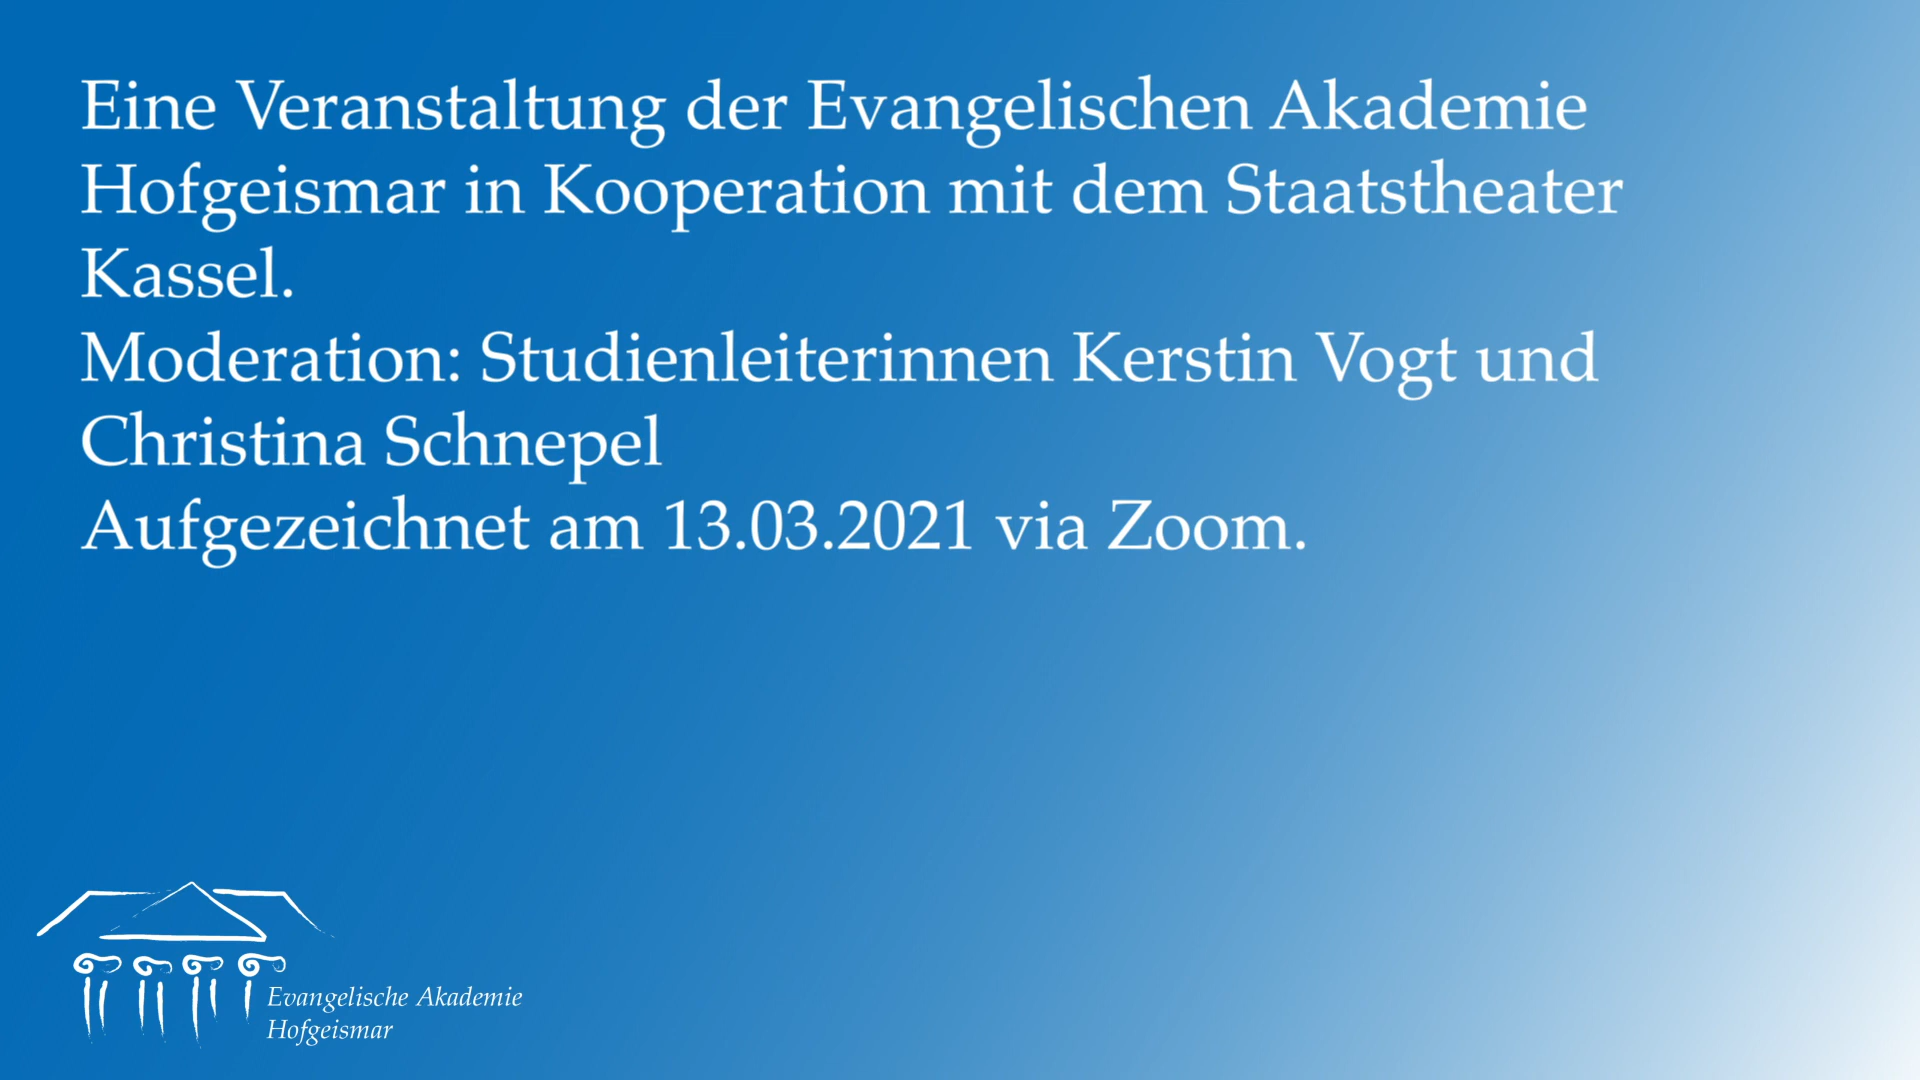 Eine Veranstaltung der Evangelischen Akademie
Hofgeismar in Kooperation mit dem Staatstheater
Kassel.
Moderation: Studienleiterinnen Kerstin Vogt und
Christina Schnepel
Aufgezeichnet am 13.03.2021 via Zoom.
Evangelische Akademie
Hofgeismar